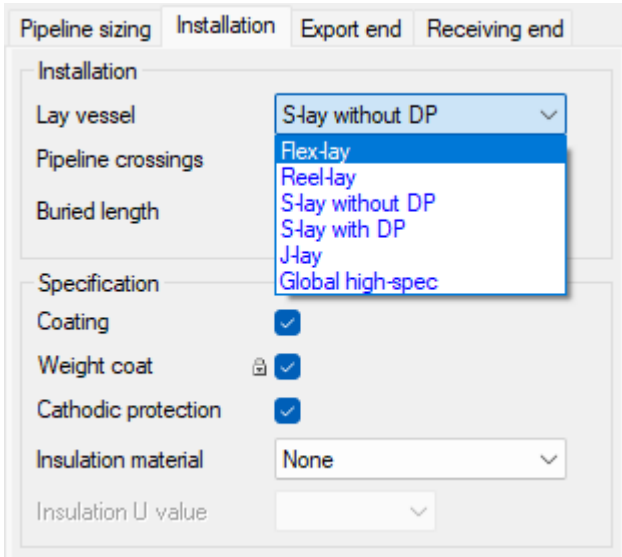 Pipeline sizing Installation Export end Receiving end
Installation
Lay vessel S-lay without DP
Pipeline crossings Flex-lay
Reel-lay
Buried length S-lay without DP
S-lay with DP
J-lay
Specification Global high-spec
Coating
Weight coat
Cathodic protection
Insulation material None
Insulation U value